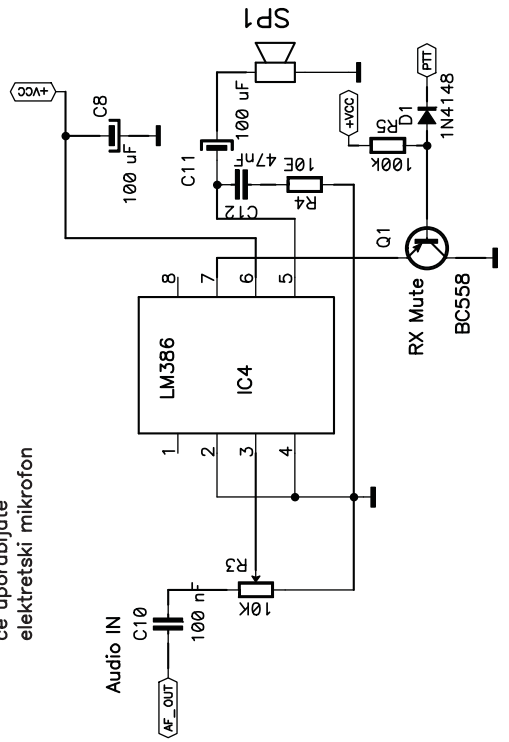 če uporabljate
elektretski mikrofon
Audio IN
AF_OUT
C10
100 nF
R3
10K
LM386
IC4
1
2
3
4
8
7
6
5
+VCC
C8
100 uF
C11
100 uF
SP1
C12
47nF
R4
10E
+VCC
R5
100k
D1
1N4148
PTT
Q1
RX Mute
BC558